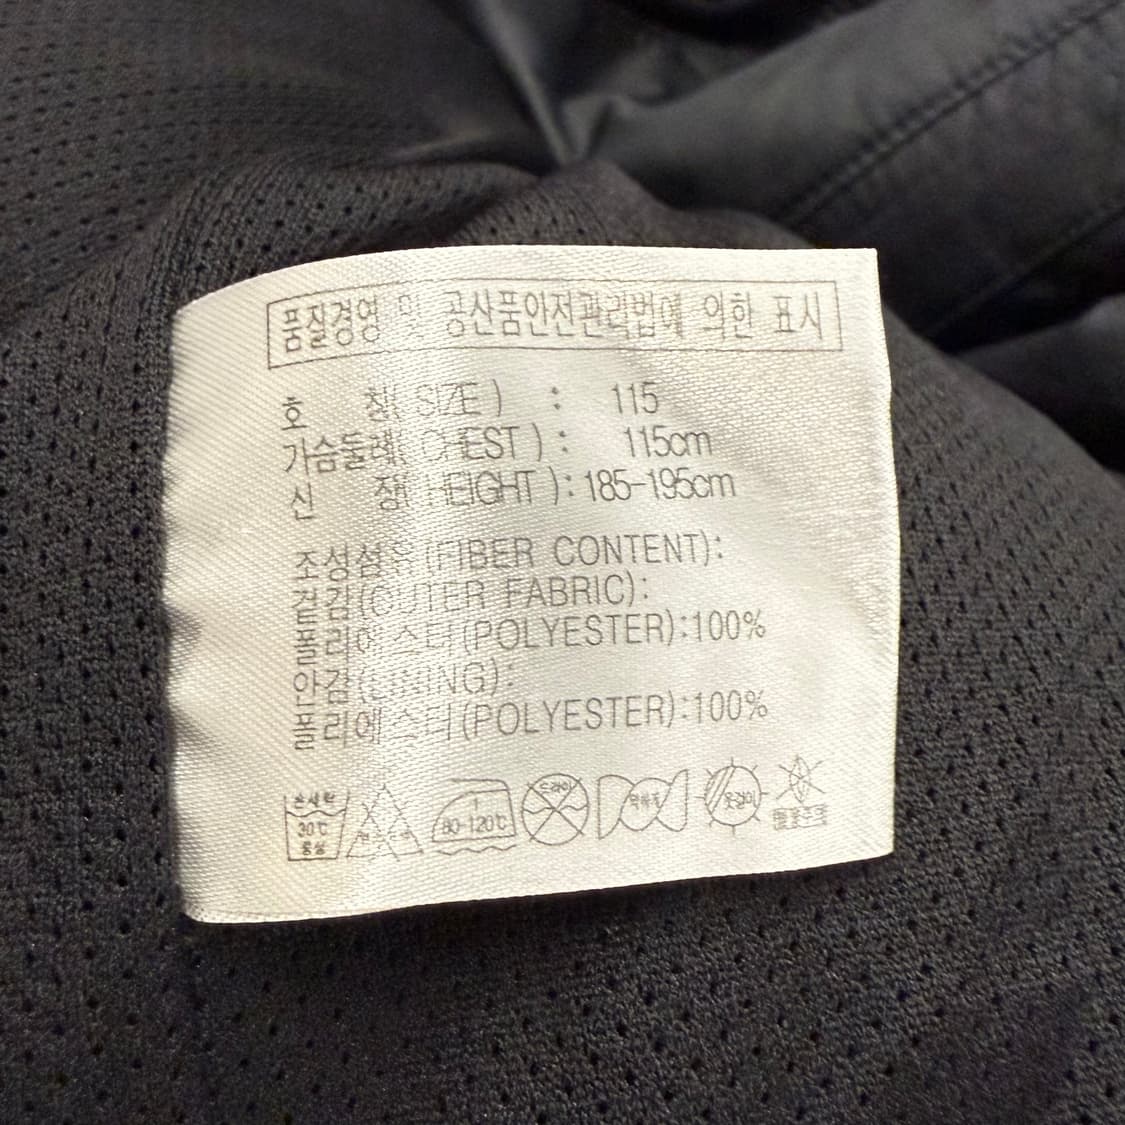 품질경영 및 공산품안전관리법에 의한 표시
호 칭( SIZE ) : 115
가슴둘레( CHEST ) : 115cm
신 장( HEIGHT ) : 185-195cm
조성섬유(FIBER CONTENT):
겉감(OUTER FABRIC):
폴리에스터(POLYESTER):100%
안감(LINING):
폴리에스터(POLYESTER):100%
손세탁 30℃ 중성
80-120℃
드라이